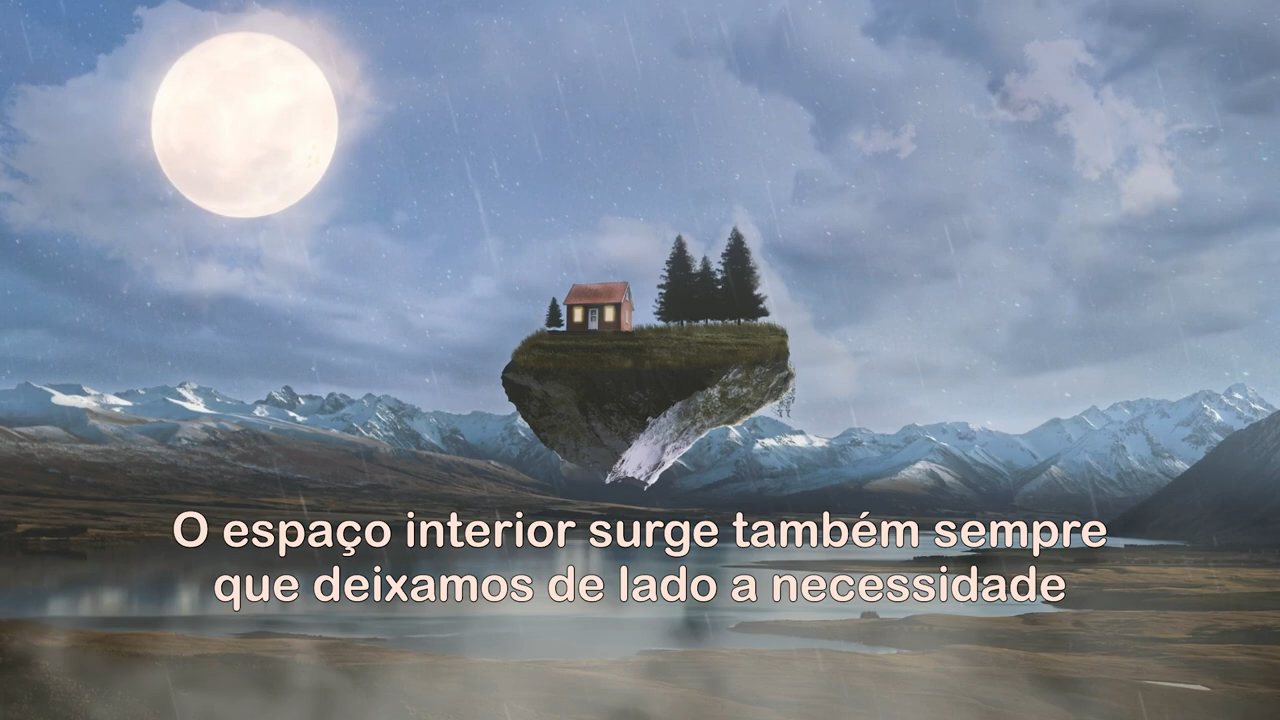 O espaço interior surge também sempre
que deixamos de lado a necessidade